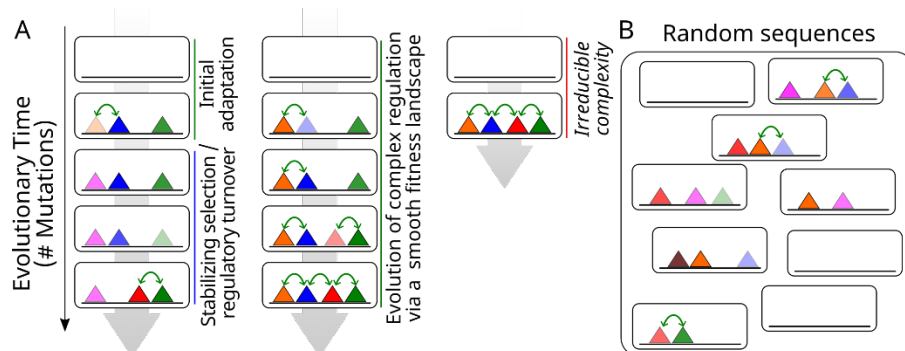 A
Evolutionary Time
(# Mutations)
Initial
adaptation
Stabilizing selection /
regulatory turnover
Evolution of complex regulation
via a smooth fitness landscape
Irreducible
complexity
B
Random sequences